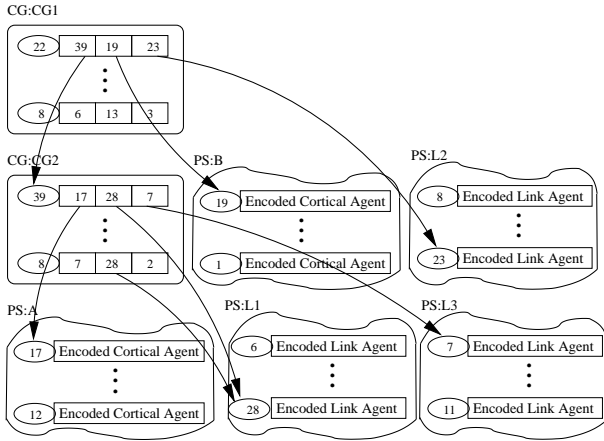 CG:CG1
22 39 19 23
8 6 13 3
CG:CG2
39 17 28 7
8 7 28 2
PS:B
19 Encoded Cortical Agent
1 Encoded Cortical Agent
PS:L2
8 Encoded Link Agent
23 Encoded Link Agent
PS:A
17 Encoded Cortical Agent
12 Encoded Cortical Agent
PS:L1
6 Encoded Link Agent
28 Encoded Link Agent
PS:L3
7 Encoded Link Agent
11 Encoded Link Agent